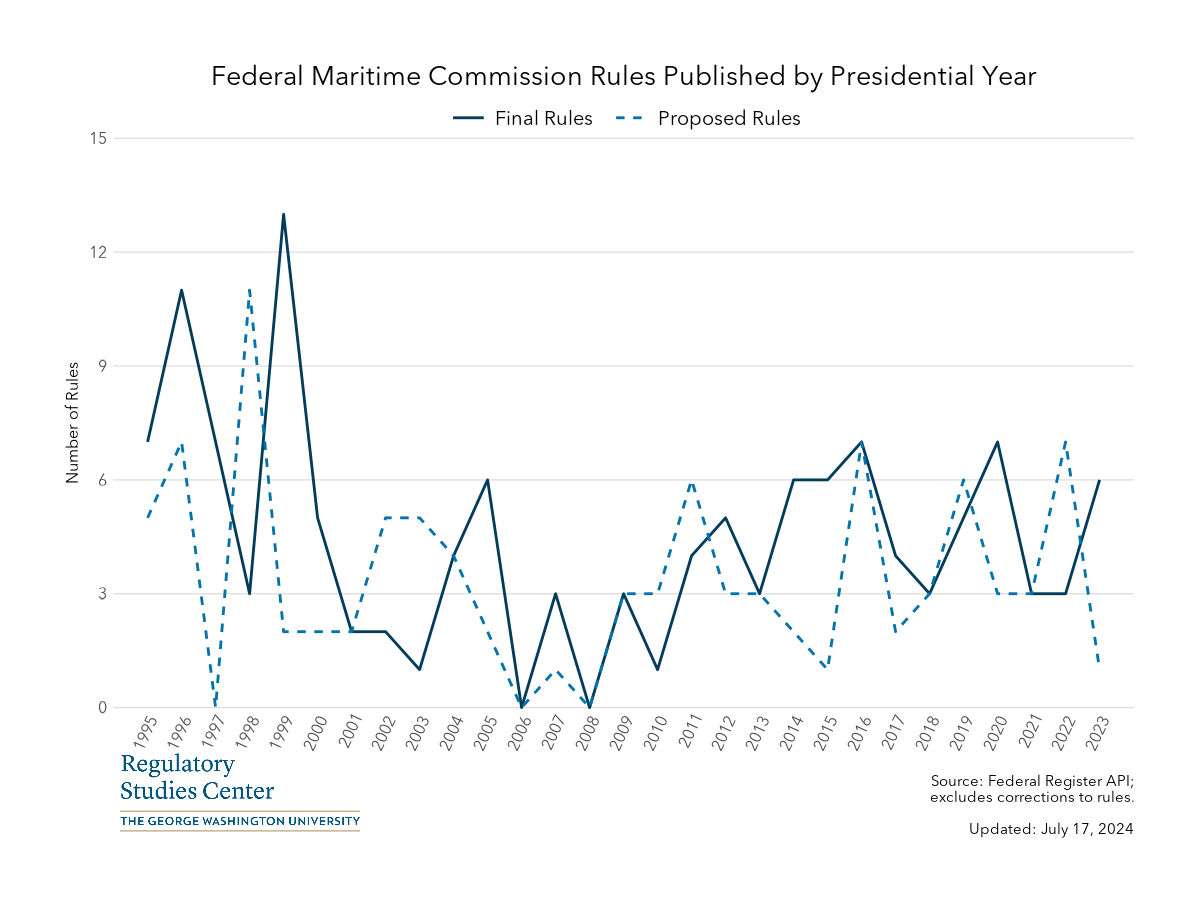 Federal Maritime Commission Rules Published by Presidential Year
Final Rules Proposed Rules
15
12
9
6
3
0
Number of Rules
1995 1996 1997 1998 1999 2000 2001 2002 2003 2004 2005 2006 2007 2008 2009 2010 2011 2012 2013 2014 2015 2016 2017 2018 2019 2020 2021 2022 2023
Regulatory
Studies Center
THE GEORGE WASHINGTON UNIVERSITY
Source: Federal Register API;
excludes corrections to rules.
Updated: July 17, 2024